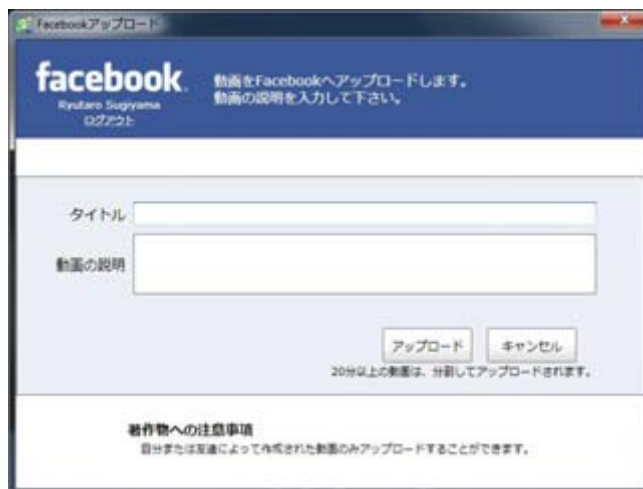 Facebookアップロード
facebook
動画をFacebookへアップロードします。
動画の説明を入力して下さい。
Ryutaro Sugiyama
ログアウト
タイトル
動画の説明
アップロード
キャンセル
20分以上の動画は、分割してアップロードされます。
著作物への注意事項
自分または友達によって作成された動画のみアップロードすることができます。